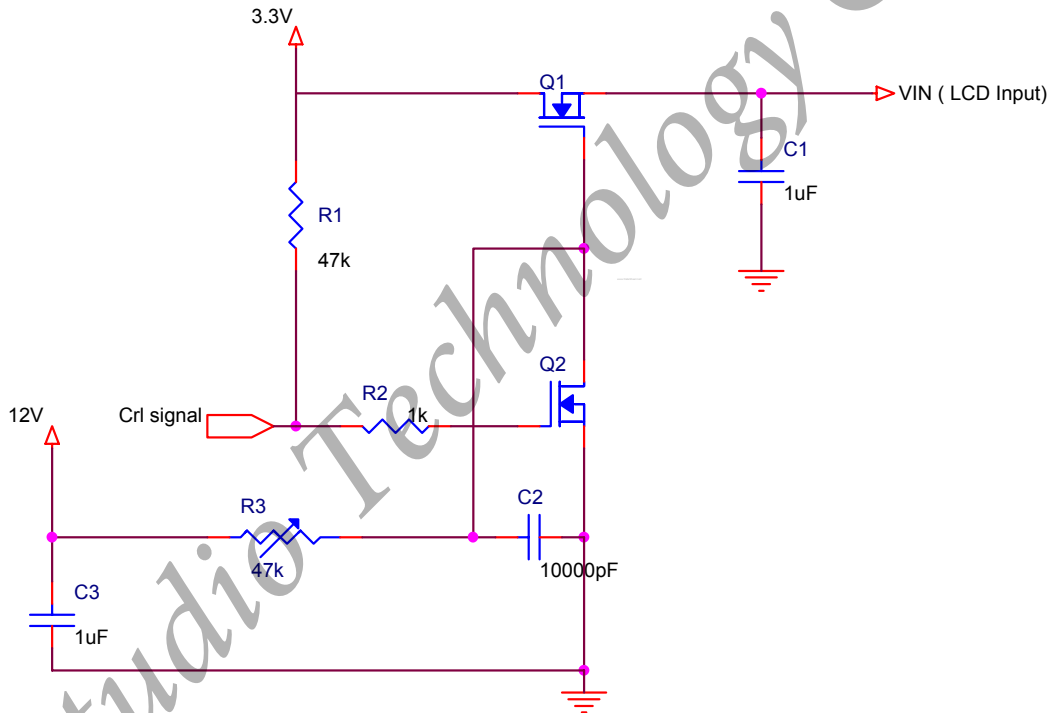 3.3V
Q1
VIN ( LCD Input)
C1
1uF
R1
47k
Q2
R2
1k
Crl signal
12V
R3
47k
C2
10000pF
C3
1uF
tudio Technology C